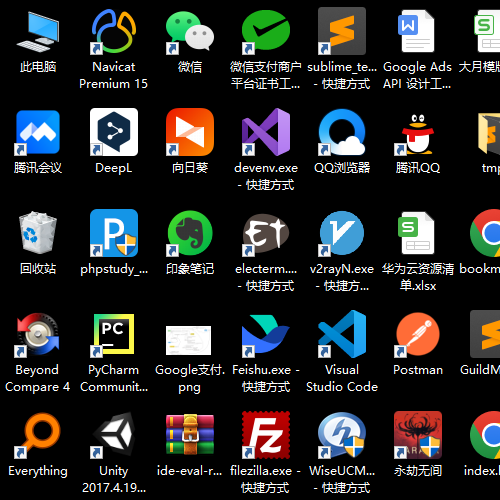 此电脑
Navicat
Premium 15
微信
微信支付商户
平台证书工...
sublime_te...
- 快捷方式
Google Ads
API 设计工...
大月模版
腾讯会议
DeepL
向日葵
devenv.exe
- 快捷方式
QQ浏览器
腾讯QQ
tmp
回收站
phpstudy_...
印象笔记
electerm....
- 快捷方式
v2rayN.exe
- 快捷方...
华为云资源清
单.xlsx
bookm
Beyond
Compare 4
PyCharm
Communit...
Google支付.
png
Feishu.exe -
快捷方式
Visual
Studio Code
Postman
GuildM
Everything
Unity
2017.4.19...
ide-eval-r...
filezilla.exe -
快捷方式
WiseUCM...
- 快捷方式
永劫无间
index.